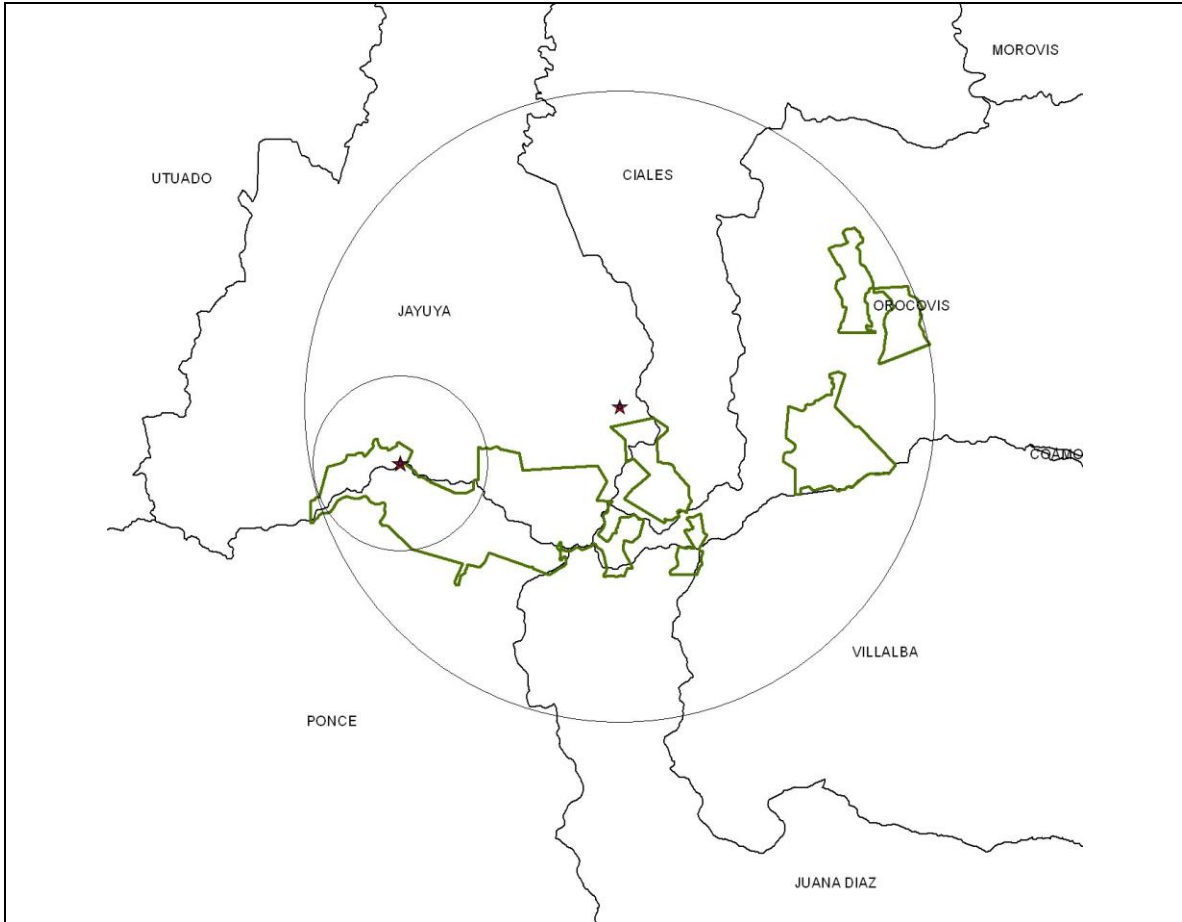 MOROVIS
CIALES
UTUADO
OROCOVIS
JAYUYA
COAMO
VILLALBA
PONCE
JUANA DIAZ